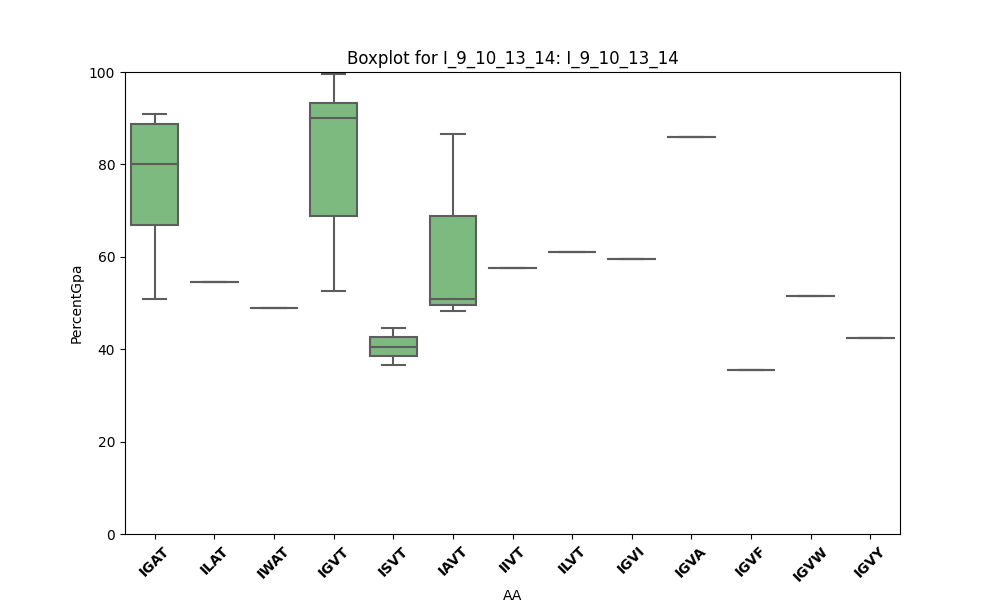 Boxplot for I_9_10_13_14: I_9_10_13_14
100
80
60
40
20
0
PercentGpa
IGAT
ILAT
IWAT
IGVT
ISVT
IAVT
IIVT
ILVT
IGVI
IGVA
IGVF
IGVW
IGVY
AA